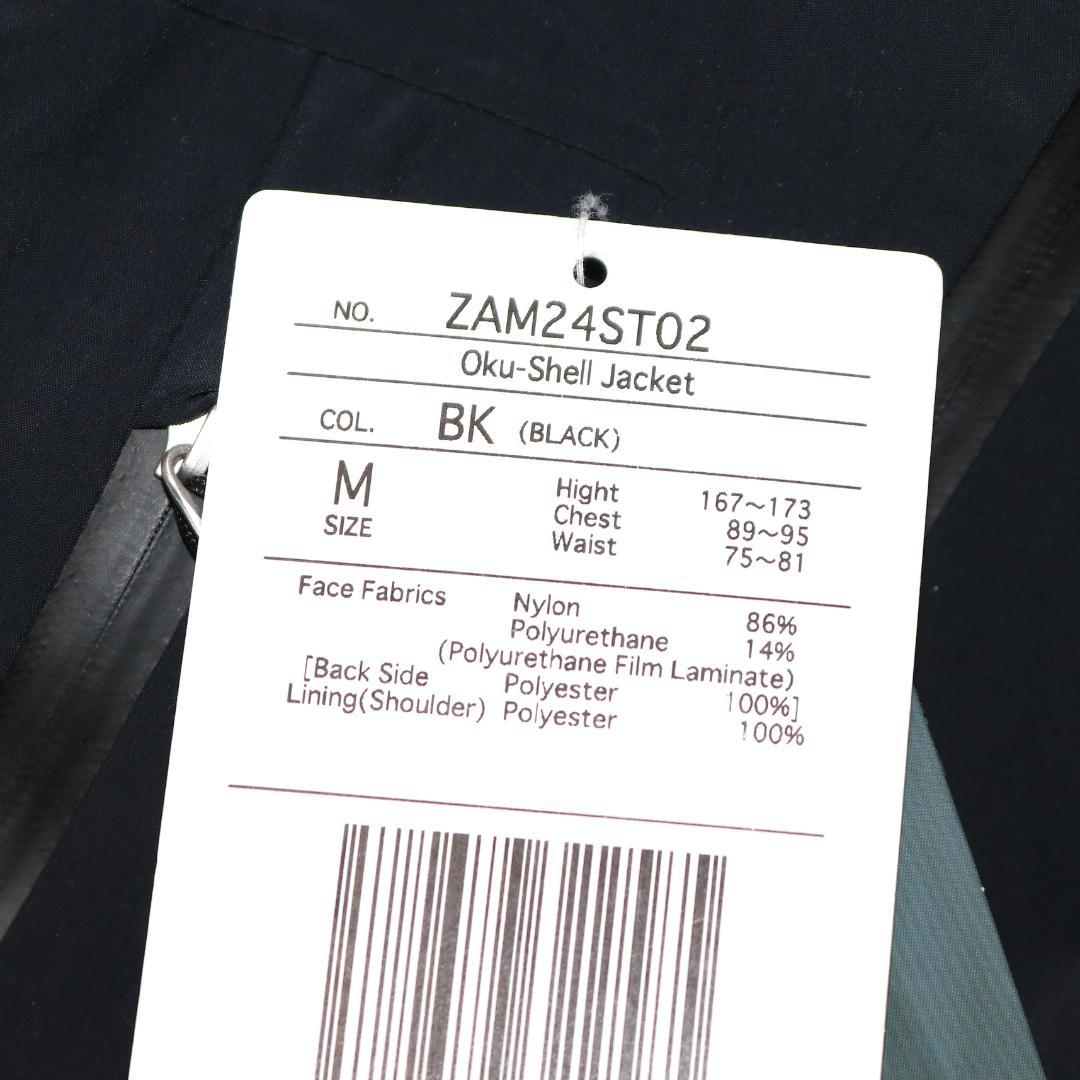 NO. ZAM24ST02
Oku-Shell Jacket
COL. BK (BLACK)
M SIZE
Hight 167~173
Chest 89~95
Waist 75~81
Face Fabrics Nylon 86%
Polyurethane 14%
(Polyurethane Film Laminate)
[Back Side Polyester 100%]
Lining(Shoulder) Polyester 100%